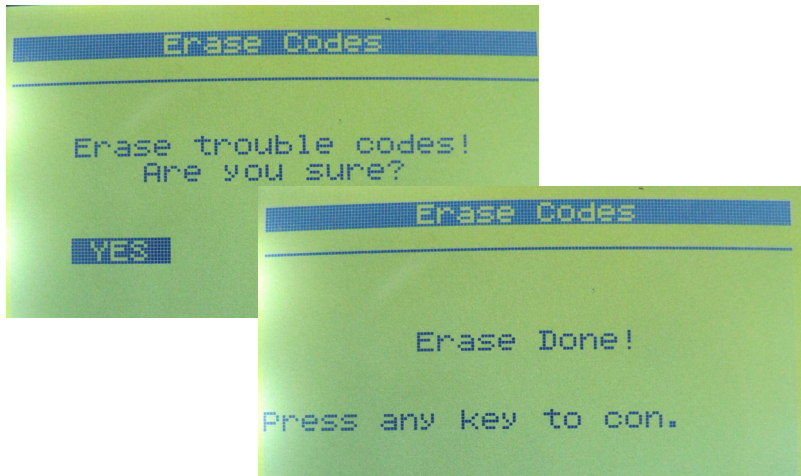 Erase Codes
Erase trouble codes!
Are you sure?
YES
Erase Codes
Erase Done!
Press any key to con.